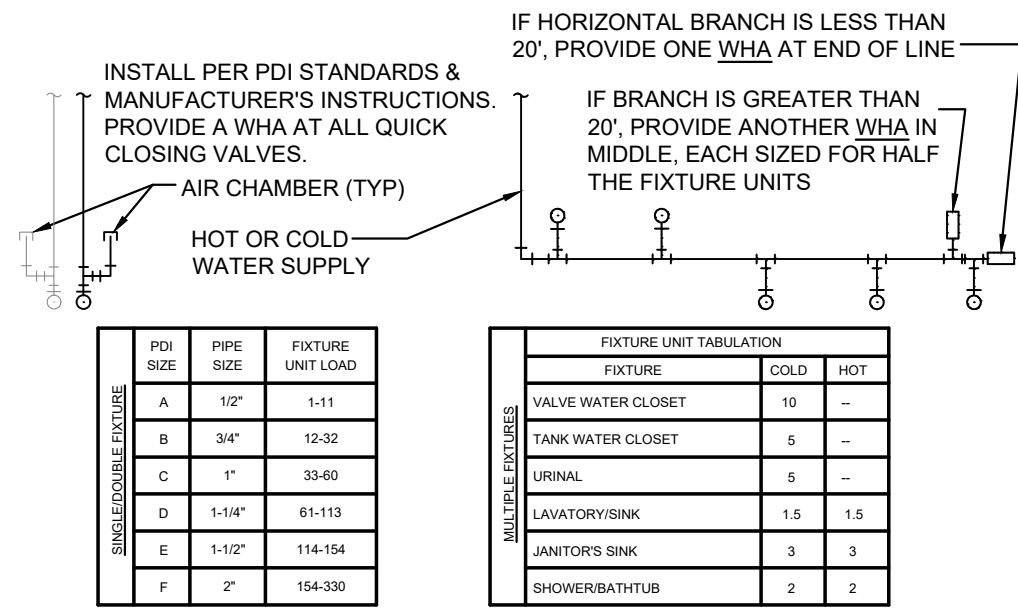 IF HORIZONTAL BRANCH IS LESS THAN
20', PROVIDE ONE WHA AT END OF LINE
INSTALL PER PDI STANDARDS &
MANUFACTURER'S INSTRUCTIONS.
PROVIDE A WHA AT ALL QUICK
CLOSING VALVES.
IF BRANCH IS GREATER THAN
20', PROVIDE ANOTHER WHA IN
MIDDLE, EACH SIZED FOR HALF
THE FIXTURE UNITS
AIR CHAMBER (TYP)
HOT OR COLD
WATER SUPPLY
SINGLE/DOUBLE FIXTURE
PDI SIZE PIPE SIZE FIXTURE UNIT LOAD
A 1/2" 1-11
B 3/4" 12-32
C 1" 33-60
D 1-1/4" 61-113
E 1-1/2" 114-154
F 2" 154-330
MULTIPLE FIXTURES
FIXTURE UNIT TABULATION
FIXTURE COLD HOT
VALVE WATER CLOSET 10 --
TANK WATER CLOSET 5 --
URINAL 5 --
LAVATORY/SINK 1.5 1.5
JANITOR'S SINK 3 3
SHOWER/BATHTUB 2 2